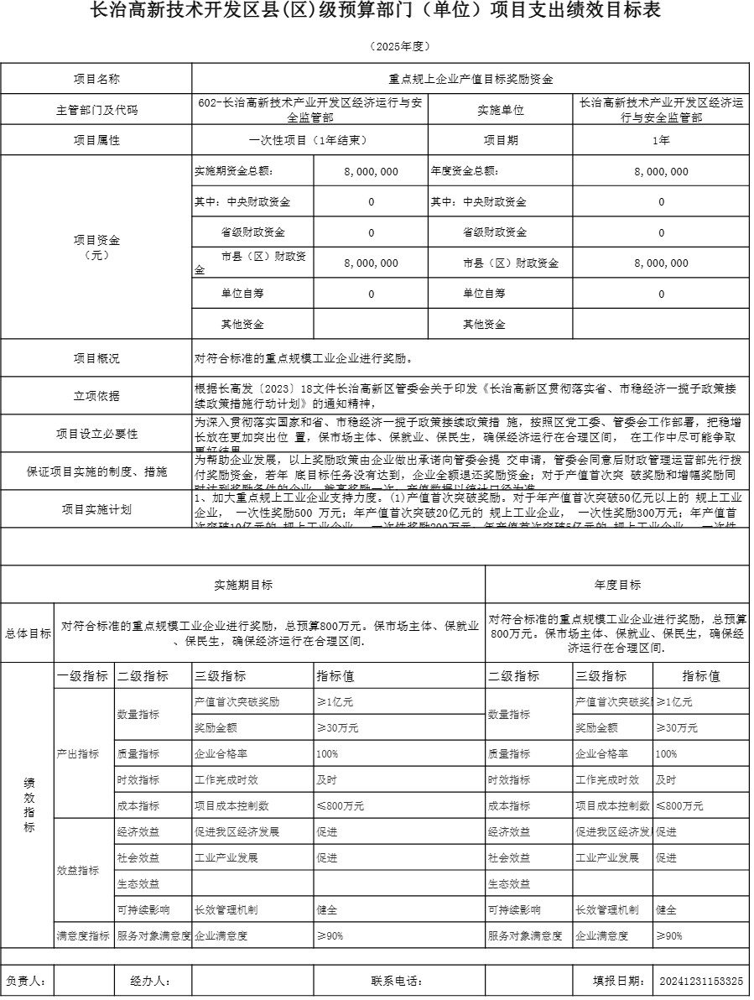 长治高新技术开发区县(区)级预算部门（单位）项目支出绩效目标表
（2025年度）
项目名称 重点规上企业产值目标奖励资金
主管部门及代码 602-长治高新技术产业开发区经济运行与安 实施单位 长治高新技术产业开发区经济运
全监管部 行与安全监管部
项目属性 一次性项目（1年结束） 项目期 1年
项目资金
（元）
实施期资金总额： 8,000,000 年度资金总额： 8,000,000
其中：中央财政资金 0 其中：中央财政资金 0
省级财政资金 0 省级财政资金 0
市县（区）财政资
金 8,000,000 市县（区）财政资金 8,000,000
单位自筹 0 单位自筹 0
其他资金 其他资金
项目概况 对符合标准的重点规模工业企业进行奖励。
立项依据 根据长高发〔2023〕18文件长治高新区管委会关于印发《长治高新区贯彻落实省、市稳经济一揽子政策接
续政策措施行动计划》的通知精神，
项目设立必要性 为深入贯彻落实国家和省、市稳经济一揽子政策接续政策措 施，按照区党工委、管委会工作部署，把稳增
长放在更加突出位 置，保市场主体、保就业、保民生，确保经济运行在合理区间， 在工作中尽可能争取
更好结果
保证项目实施的制度、措施 为帮助企业发展，以上奖励政策由企业做出承诺向管委会提 交申请，管委会同意后财政管理运营部先行拨
付奖励资金，若年 底目标任务没有达到，企业全额退还奖励资金；对于产值首次突 破奖励和增幅奖励同
时达到奖励条件的企业，就高奖励一次，产值数据以统计口径为准
项目实施计划 1、加大重点规上工业企业支持力度。(1)产值首次突破奖励。对于年产值首次突破50亿元以上的 规上工业
企业， 一次性奖励500 万元；年产值首次突破20亿元的 规上工业企业， 一次性奖励300万元；年产值首
次突破10亿元的 规上工业企业， 一次性奖励200万元；年产值首次突破5亿元的 规上工业企业， 一次性
实施期目标 年度目标
总体目标 对符合标准的重点规模工业企业进行奖励，总预算800万元。保市场主体、保就业
、保民生，确保经济运行在合理区间.
对符合标准的重点规模工业企业进行奖励，总预算
800万元。保市场主体、保就业、保民生，确保经
济运行在合理区间.
绩
效
指
标
一级指标 二级指标 三级指标 指标值 二级指标 三级指标 指标值
产出指标 数量指标 产值首次突破奖励 ≥1亿元 数量指标 产值首次突破奖 ≥1亿元
奖励金额 ≥30万元 奖励金额 ≥30万元
质量指标 企业合格率 100% 质量指标 企业合格率 100%
时效指标 工作完成时效 及时 时效指标 工作完成时效 及时
成本指标 项目成本控制数 ≤800万元 成本指标 项目成本控制数 ≤800万元
效益指标 经济效益 促进我区经济发展 促进 经济效益 促进我区经济发 促进
社会效益 工业产业发展 促进 社会效益 工业产业发展 促进
生态效益 生态效益
可持续影响 长效管理机制 健全 可持续影响 长效管理机制 健全
满意度指标 服务对象满意度 企业满意度 ≥90% 服务对象满意度 企业满意度 ≥90%
负责人： 经办人： 联系电话： 填报日期： 20241231153325